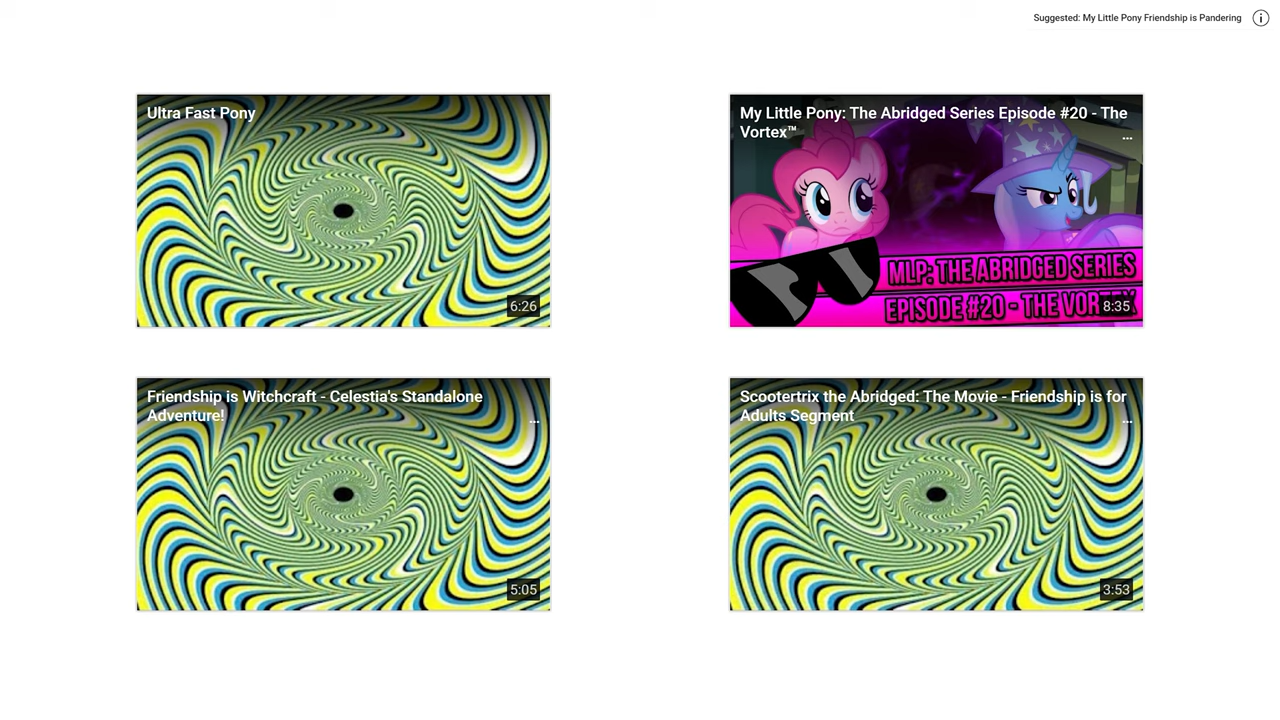 Suggested: My Little Pony Friendship is Pandering
i
Ultra Fast Pony
6:26
My Little Pony: The Abridged Series Episode #20 - The
Vortex™
...
MLP: THE ABRIDGED SERIES
EPISODE #20 - THE VORTEX
8:35
Friendship is Witchcraft - Celestia's Standalone
Adventure!
...
5:05
Scootertrix the Abridged: The Movie - Friendship is for
Adults Segment
...
3:53